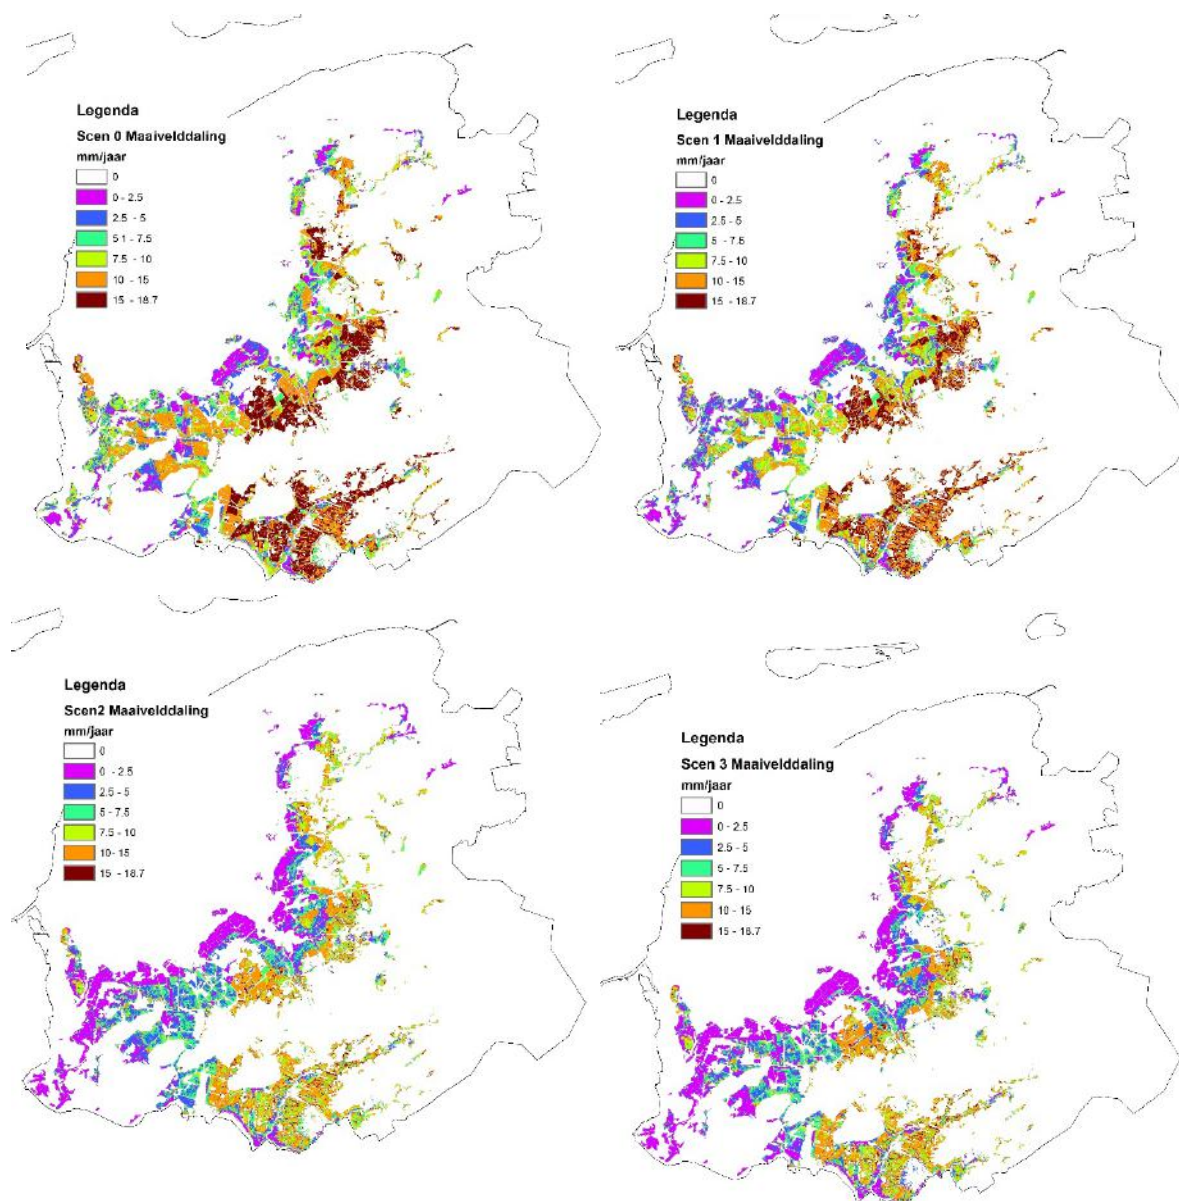 Legenda
Scen 0 Maaivelddaling
mm/jaar
0
0 - 2.5
2.5 - 5
5 1 - 7.5
7.5 - 10
10 - 15
15 - 18.7
Legenda
Scen 1 Maaivelddaling
mm/jaar
0
0 - 2.5
2.5 - 5
5 - 7.5
7.5 - 10
10 - 15
15 - 18.7
Legenda
Scen2 Maaivelddaling
mm/jaar
0
0 - 2.5
2.5 - 5
5 - 7.5
7.5 - 10
10- 15
15 - 18.7
Legenda
Scen 3 Maaivelddaling
mm/jaar
0
0 - 2.5
2.5 - 5
5 - 7.5
7.5 - 10
10 - 15
15 - 18.7